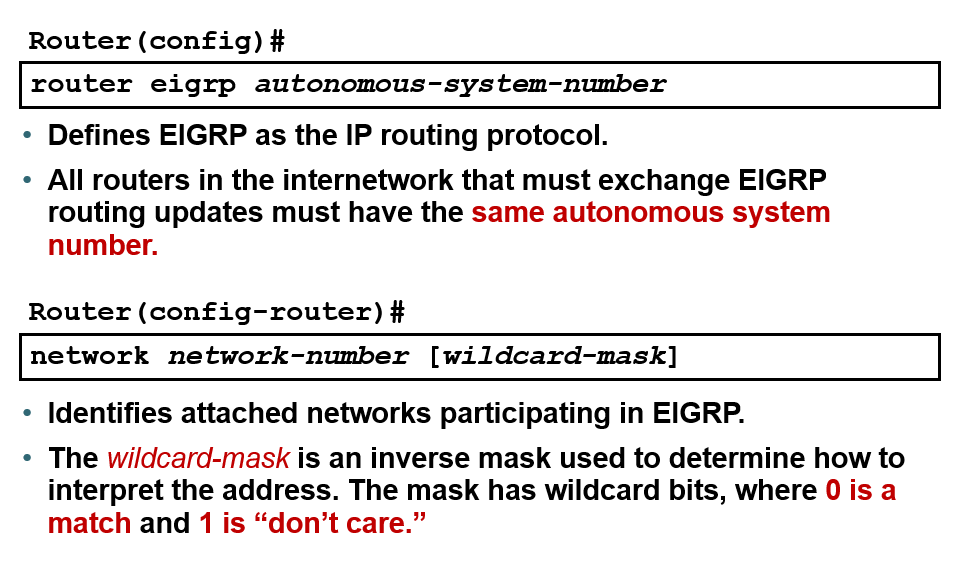 Router(config)#
router eigrp autonomous-system-number
• Defines EIGRP as the IP routing protocol.
• All routers in the internetwork that must exchange EIGRP
routing updates must have the same autonomous system
number.
Router(config-router)#
network network-number [wildcard-mask]
• Identifies attached networks participating in EIGRP.
• The wildcard-mask is an inverse mask used to determine how to
interpret the address. The mask has wildcard bits, where 0 is a
match and 1 is “don’t care.”